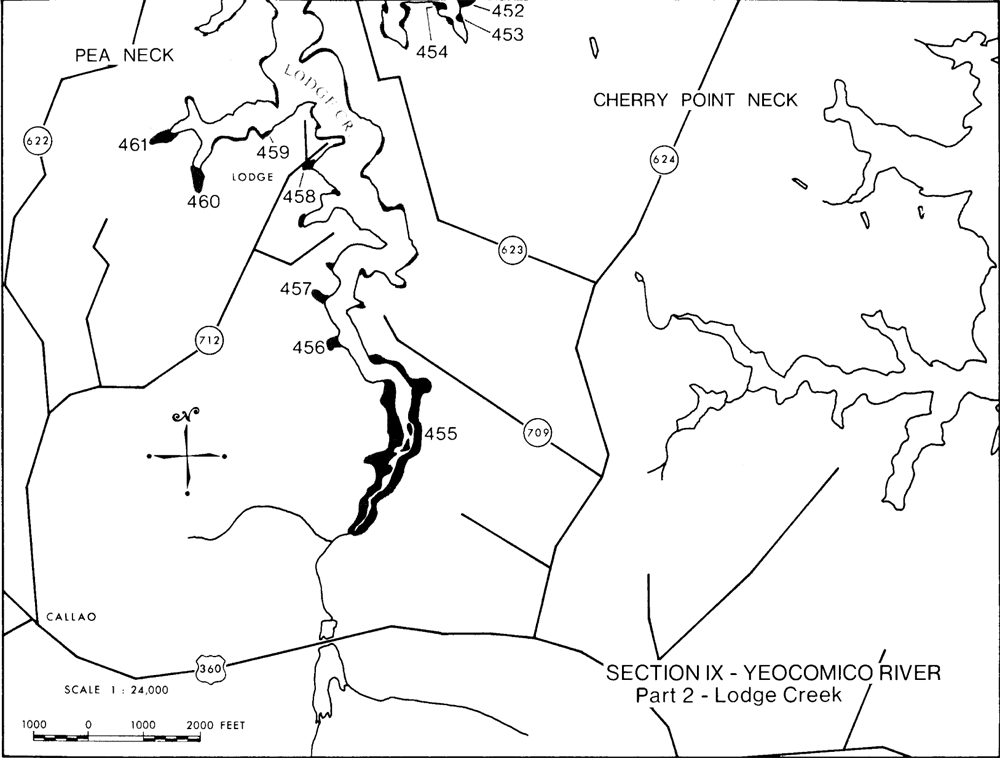 452
453
454
PEA NECK
LODGE CR
CHERRY POINT NECK
622
461
459
624
LODGE
458
460
623
457
712
456
N
455
709
CALLAO
360
SCALE 1 : 24,000
SECTION IX - YEOCOMICO RIVER
Part 2 - Lodge Creek
1000 0 1000 2000 FEET